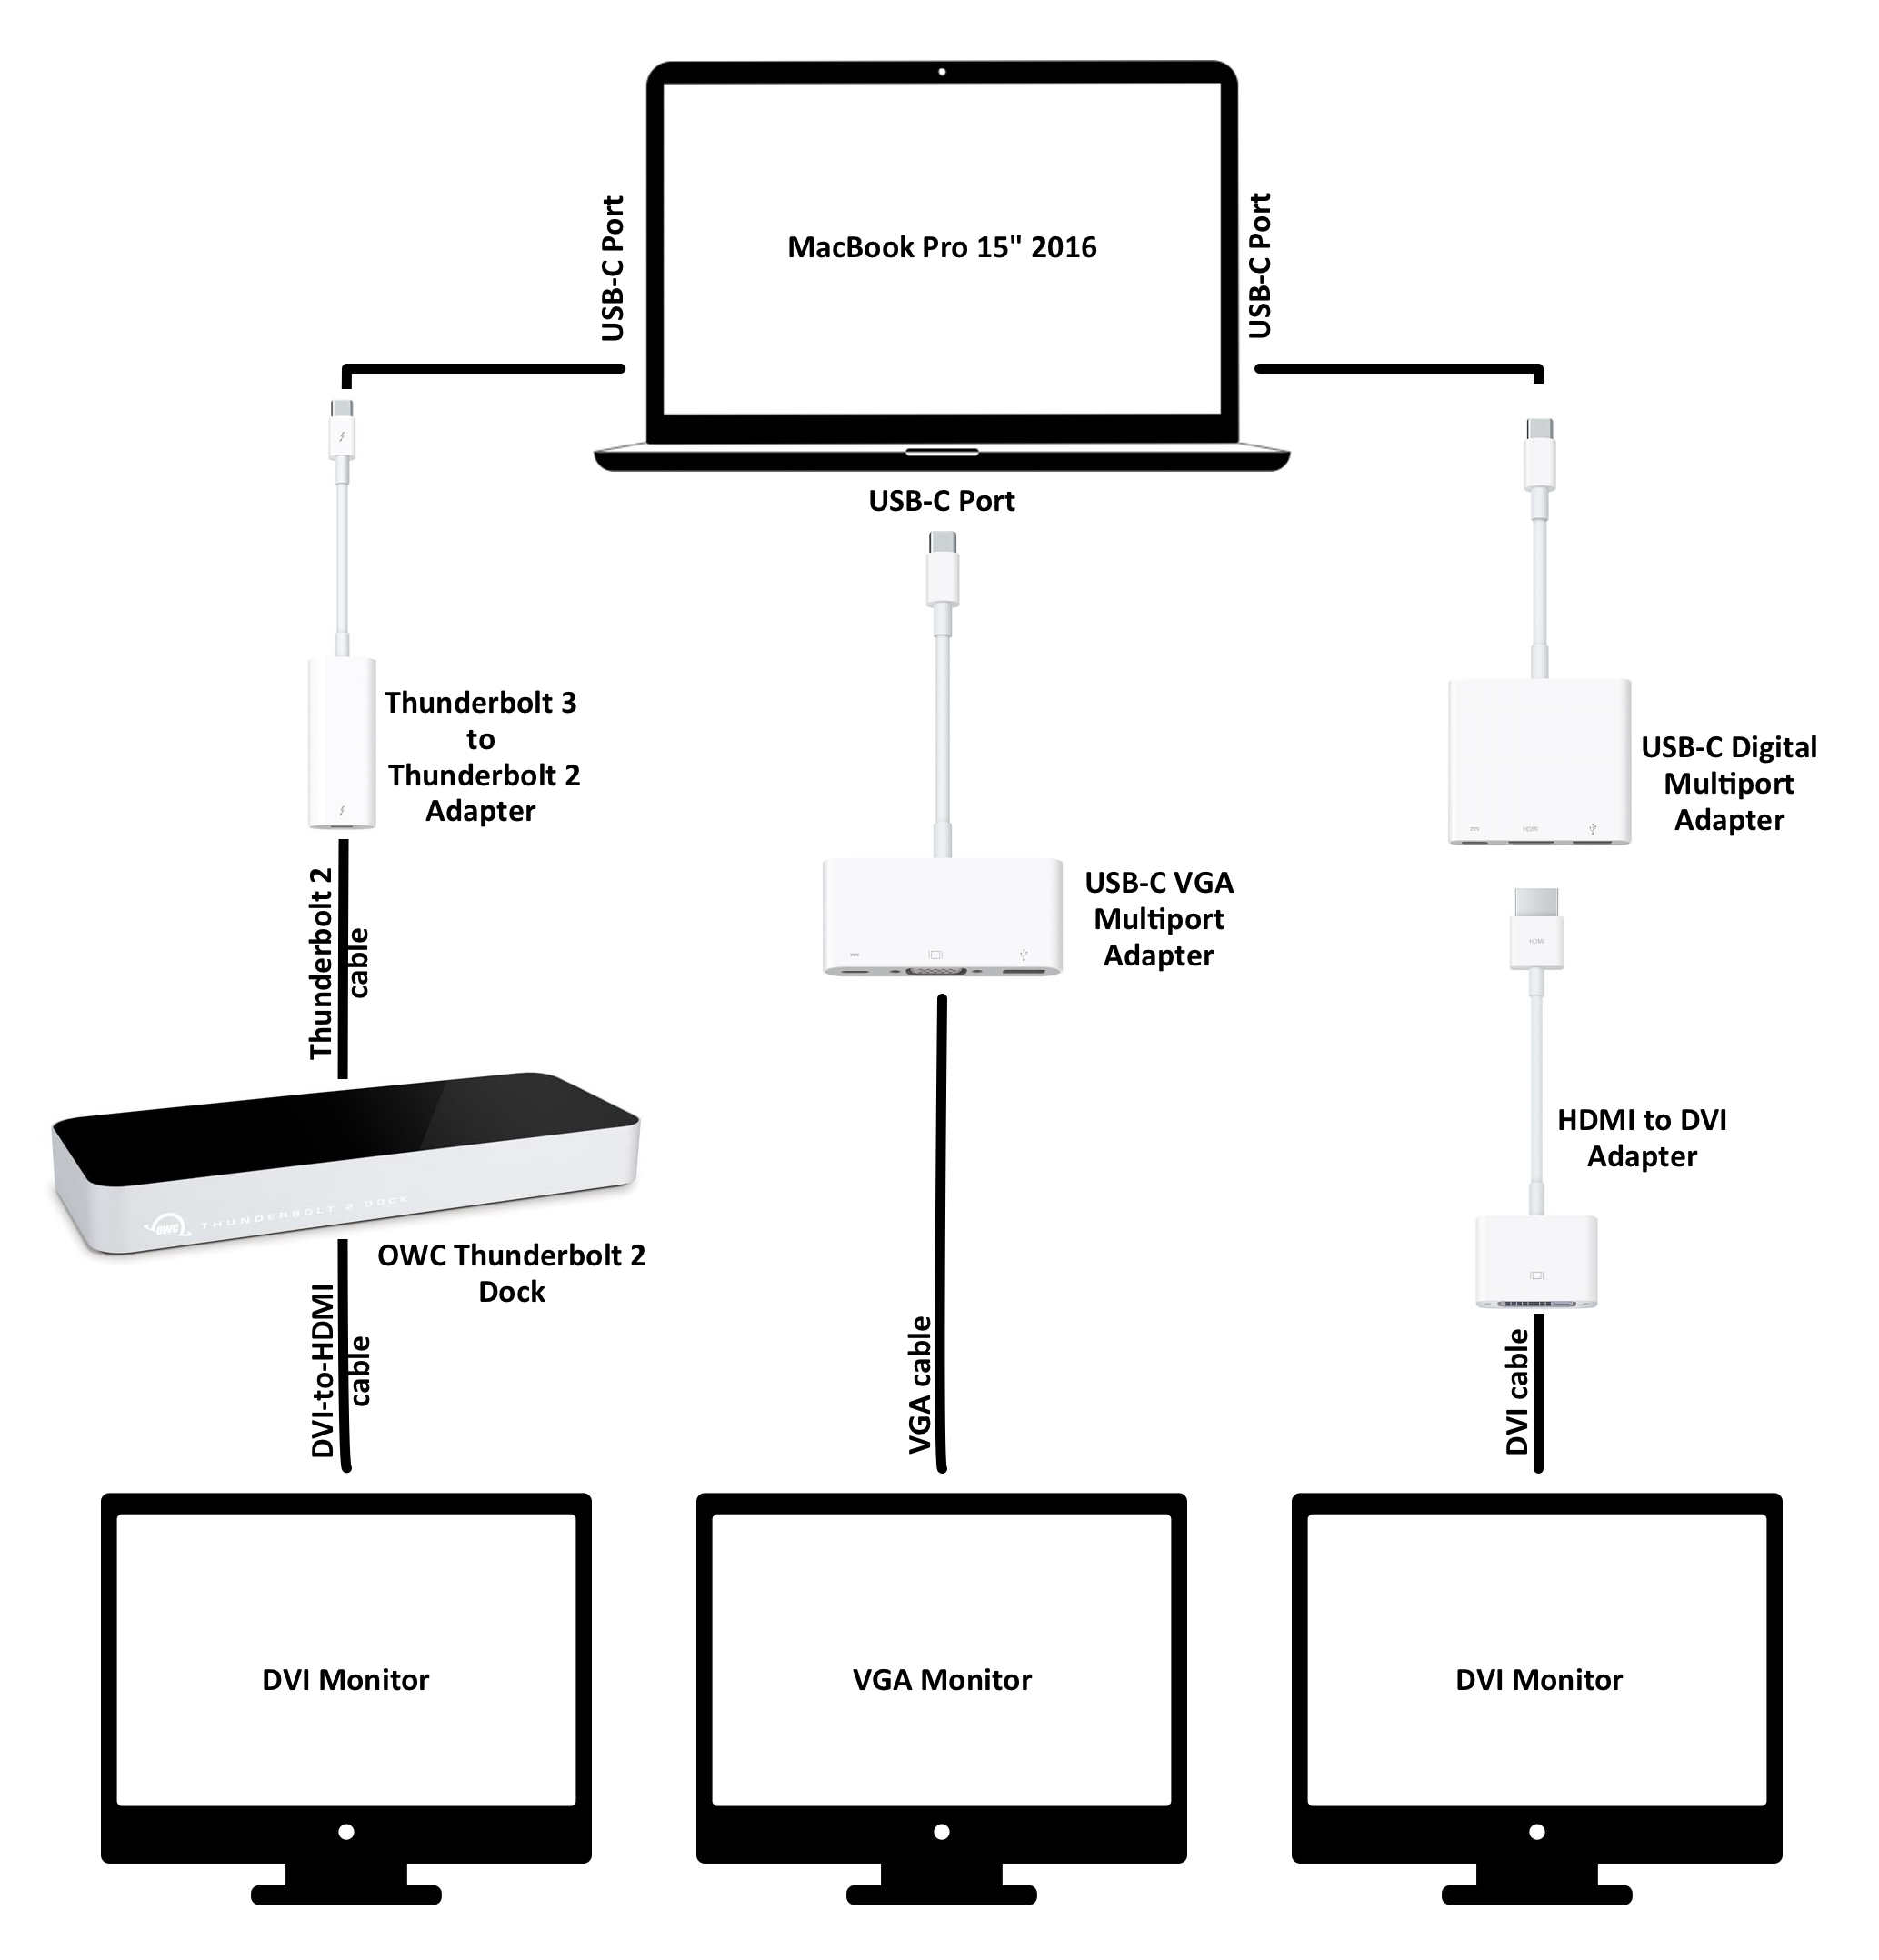 USB-C Port
MacBook Pro 15" 2016
USB-C Port
USB-C Port
Thunderbolt 3
to
Thunderbolt 2
Adapter
USB-C Digital
Multiport
Adapter
HDMI
USB-C VGA
Multiport
Adapter
HDMI
Thunderbolt 2
cable
HDMI to DVI
Adapter
OWC THUNDERBOLT 2 DOCK
OWC Thunderbolt 2
Dock
DVI-to-HDMI
cable
VGA cable
DVI cable
DVI Monitor
VGA Monitor
DVI Monitor